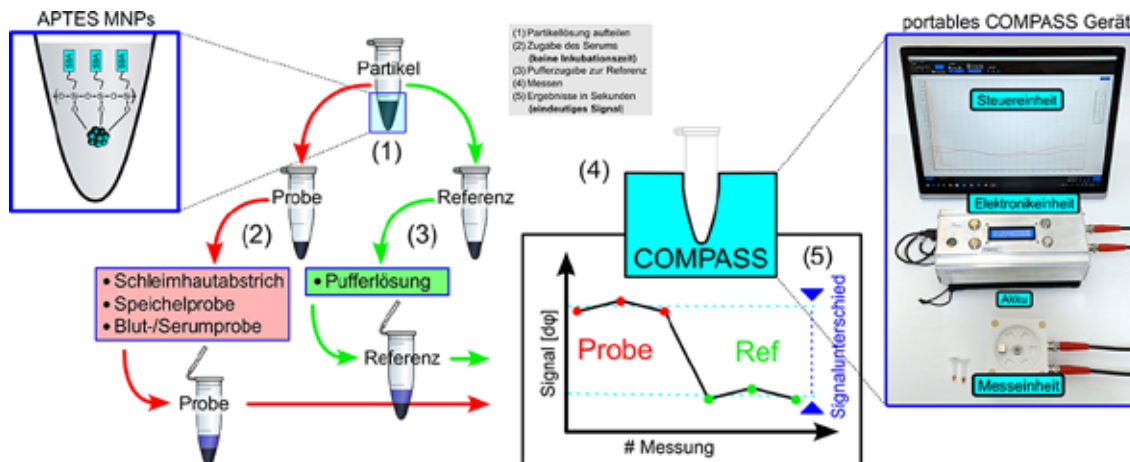 APTES MNPs
Partikel
(1)
Probe
Referenz
(2)
(3)
• Schleimhautabstrich
• Speichelprobe
• Blut-/Serumprobe
• Pufferlösung
Referenz
Probe
(1) Partikellösung aufteilen
(2) Zugabe des Serums
(keine Inkubationszeit)
(3) Pufferzugabe zur Referenz
(4) Messen
(5) Ergebnisse in Sekunden
(eindeutiges Signal)
(4)
COMPASS
(5)
Signal [dφ]
Probe
Ref
Signalunterschied
# Messung
portables COMPASS Gerät
Steuereinheit
Elektronikeinheit
Akku
Messeinheit